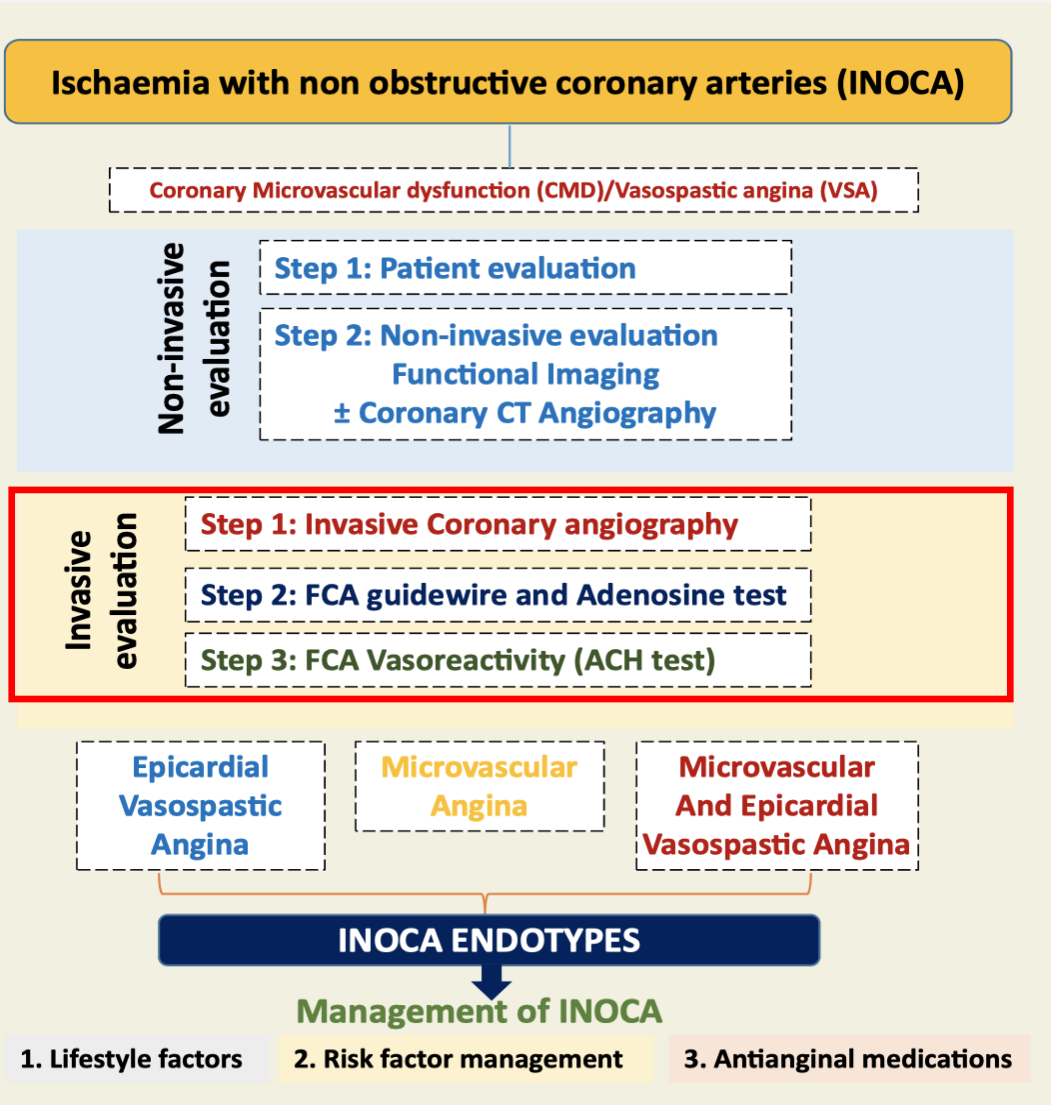 Ischaemia with non obstructive coronary arteries (INOCA)
Coronary Microvascular dysfunction (CMD)/Vasospastic angina (VSA)
Non-invasive
evaluation
Step 1: Patient evaluation
Step 2: Non-invasive evaluation
Functional Imaging
± Coronary CT Angiography
Invasive
evaluation
Step 1: Invasive Coronary angiography
Step 2: FCA guidewire and Adenosine test
Step 3: FCA Vasoreactivity (ACH test)
Epicardial
Vasospastic
Angina
Microvascular
Angina
Microvascular
And Epicardial
Vasospastic Angina
INOCA ENDOTYPES
Management of INOCA
1. Lifestyle factors
2. Risk factor management
3. Antianginal medications